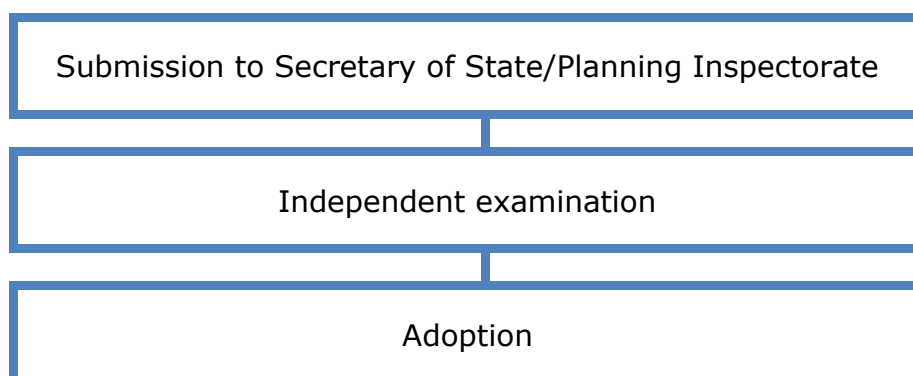 Submission to Secretary of State/Planning Inspectorate
Independent examination
Adoption